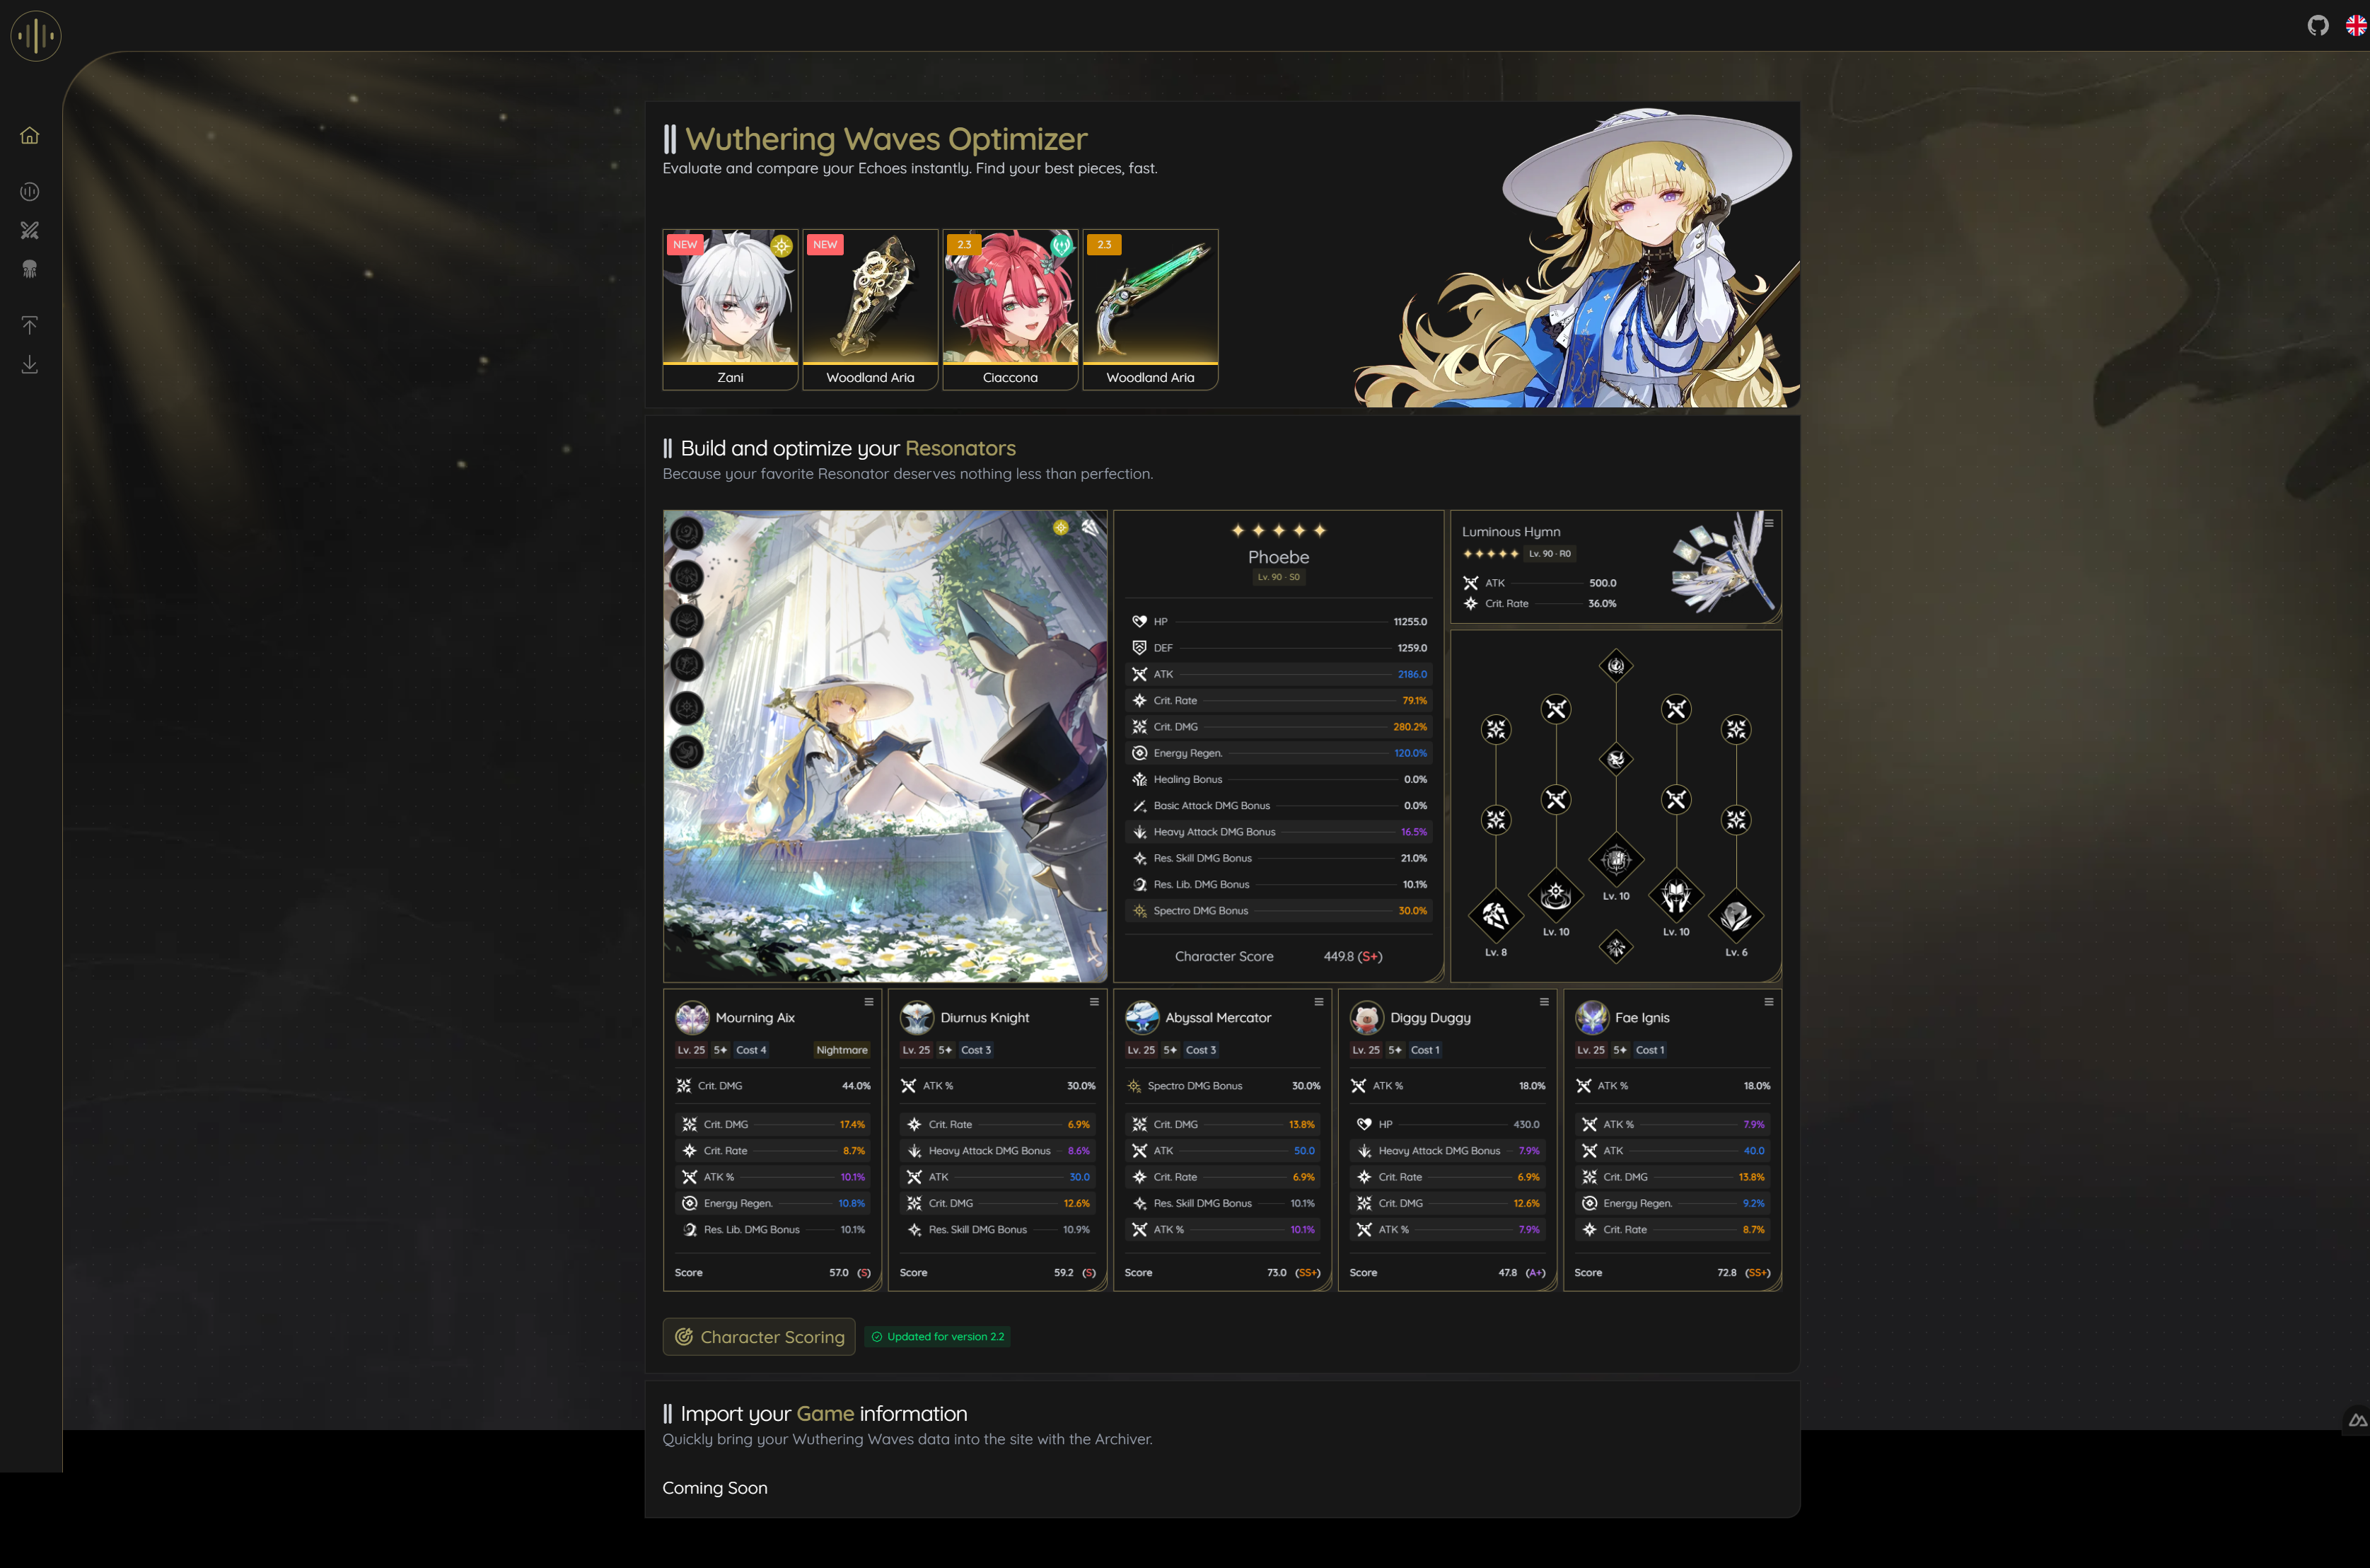 Wuthering Waves Optimizer
Evaluate and compare your Echoes instantly. Find your best pieces, fast.
NEW
NEW
2.3
2.3
Zani
Woodland Aria
Ciaccona
Woodland Aria
Build and optimize your Resonators
Because your favorite Resonator deserves nothing less than perfection.
Phoebe
Lv. 90 · S0
HP 11255.0
DEF 1259.0
ATK 2186.0
Crit. Rate 79.1%
Crit. DMG 280.2%
Energy Regen. 120.0%
Healing Bonus 0.0%
Basic Attack DMG Bonus 0.0%
Heavy Attack DMG Bonus 16.5%
Res. Skill DMG Bonus 21.0%
Res. Lib. DMG Bonus 10.1%
Spectro DMG Bonus 30.0%
Character Score 449.8 (S+)
Luminous Hymn
Lv. 90 · R0
ATK 500.0
Crit. Rate 36.0%
Lv. 8
Lv. 10
Lv. 10
Lv. 10
Lv. 6
Mourning Aix
Lv. 25 5✦ Cost 4 Nightmare
Crit. DMG 44.0%
Crit. DMG 17.4%
Crit. Rate 8.7%
ATK % 10.1%
Energy Regen. 10.8%
Res. Lib. DMG Bonus 10.1%
Score 57.0 (S)
Diurnus Knight
Lv. 25 5✦ Cost 3
ATK % 30.0%
Crit. Rate 6.9%
Heavy Attack DMG Bonus 8.6%
ATK 30.0
Crit. DMG 12.6%
Res. Skill DMG Bonus 10.9%
Score 59.2 (S)
Abyssal Mercator
Lv. 25 5✦ Cost 3
Spectro DMG Bonus 30.0%
Crit. DMG 13.8%
ATK 50.0
Crit. Rate 6.9%
Res. Skill DMG Bonus 10.1%
ATK % 10.1%
Score 73.0 (SS+)
Diggy Duggy
Lv. 25 5✦ Cost 1
ATK % 18.0%
HP 430.0
Heavy Attack DMG Bonus 7.9%
Crit. Rate 6.9%
Crit. DMG 12.6%
ATK % 7.9%
Score 47.8 (A+)
Fae Ignis
Lv. 25 5✦ Cost 1
ATK % 18.0%
ATK % 7.9%
ATK 40.0
Crit. DMG 13.8%
Energy Regen. 9.2%
Crit. Rate 8.7%
Score 72.8 (SS+)
Character Scoring
Updated for version 2.2
Import your Game information
Quickly bring your Wuthering Waves data into the site with the Archiver.
Coming Soon